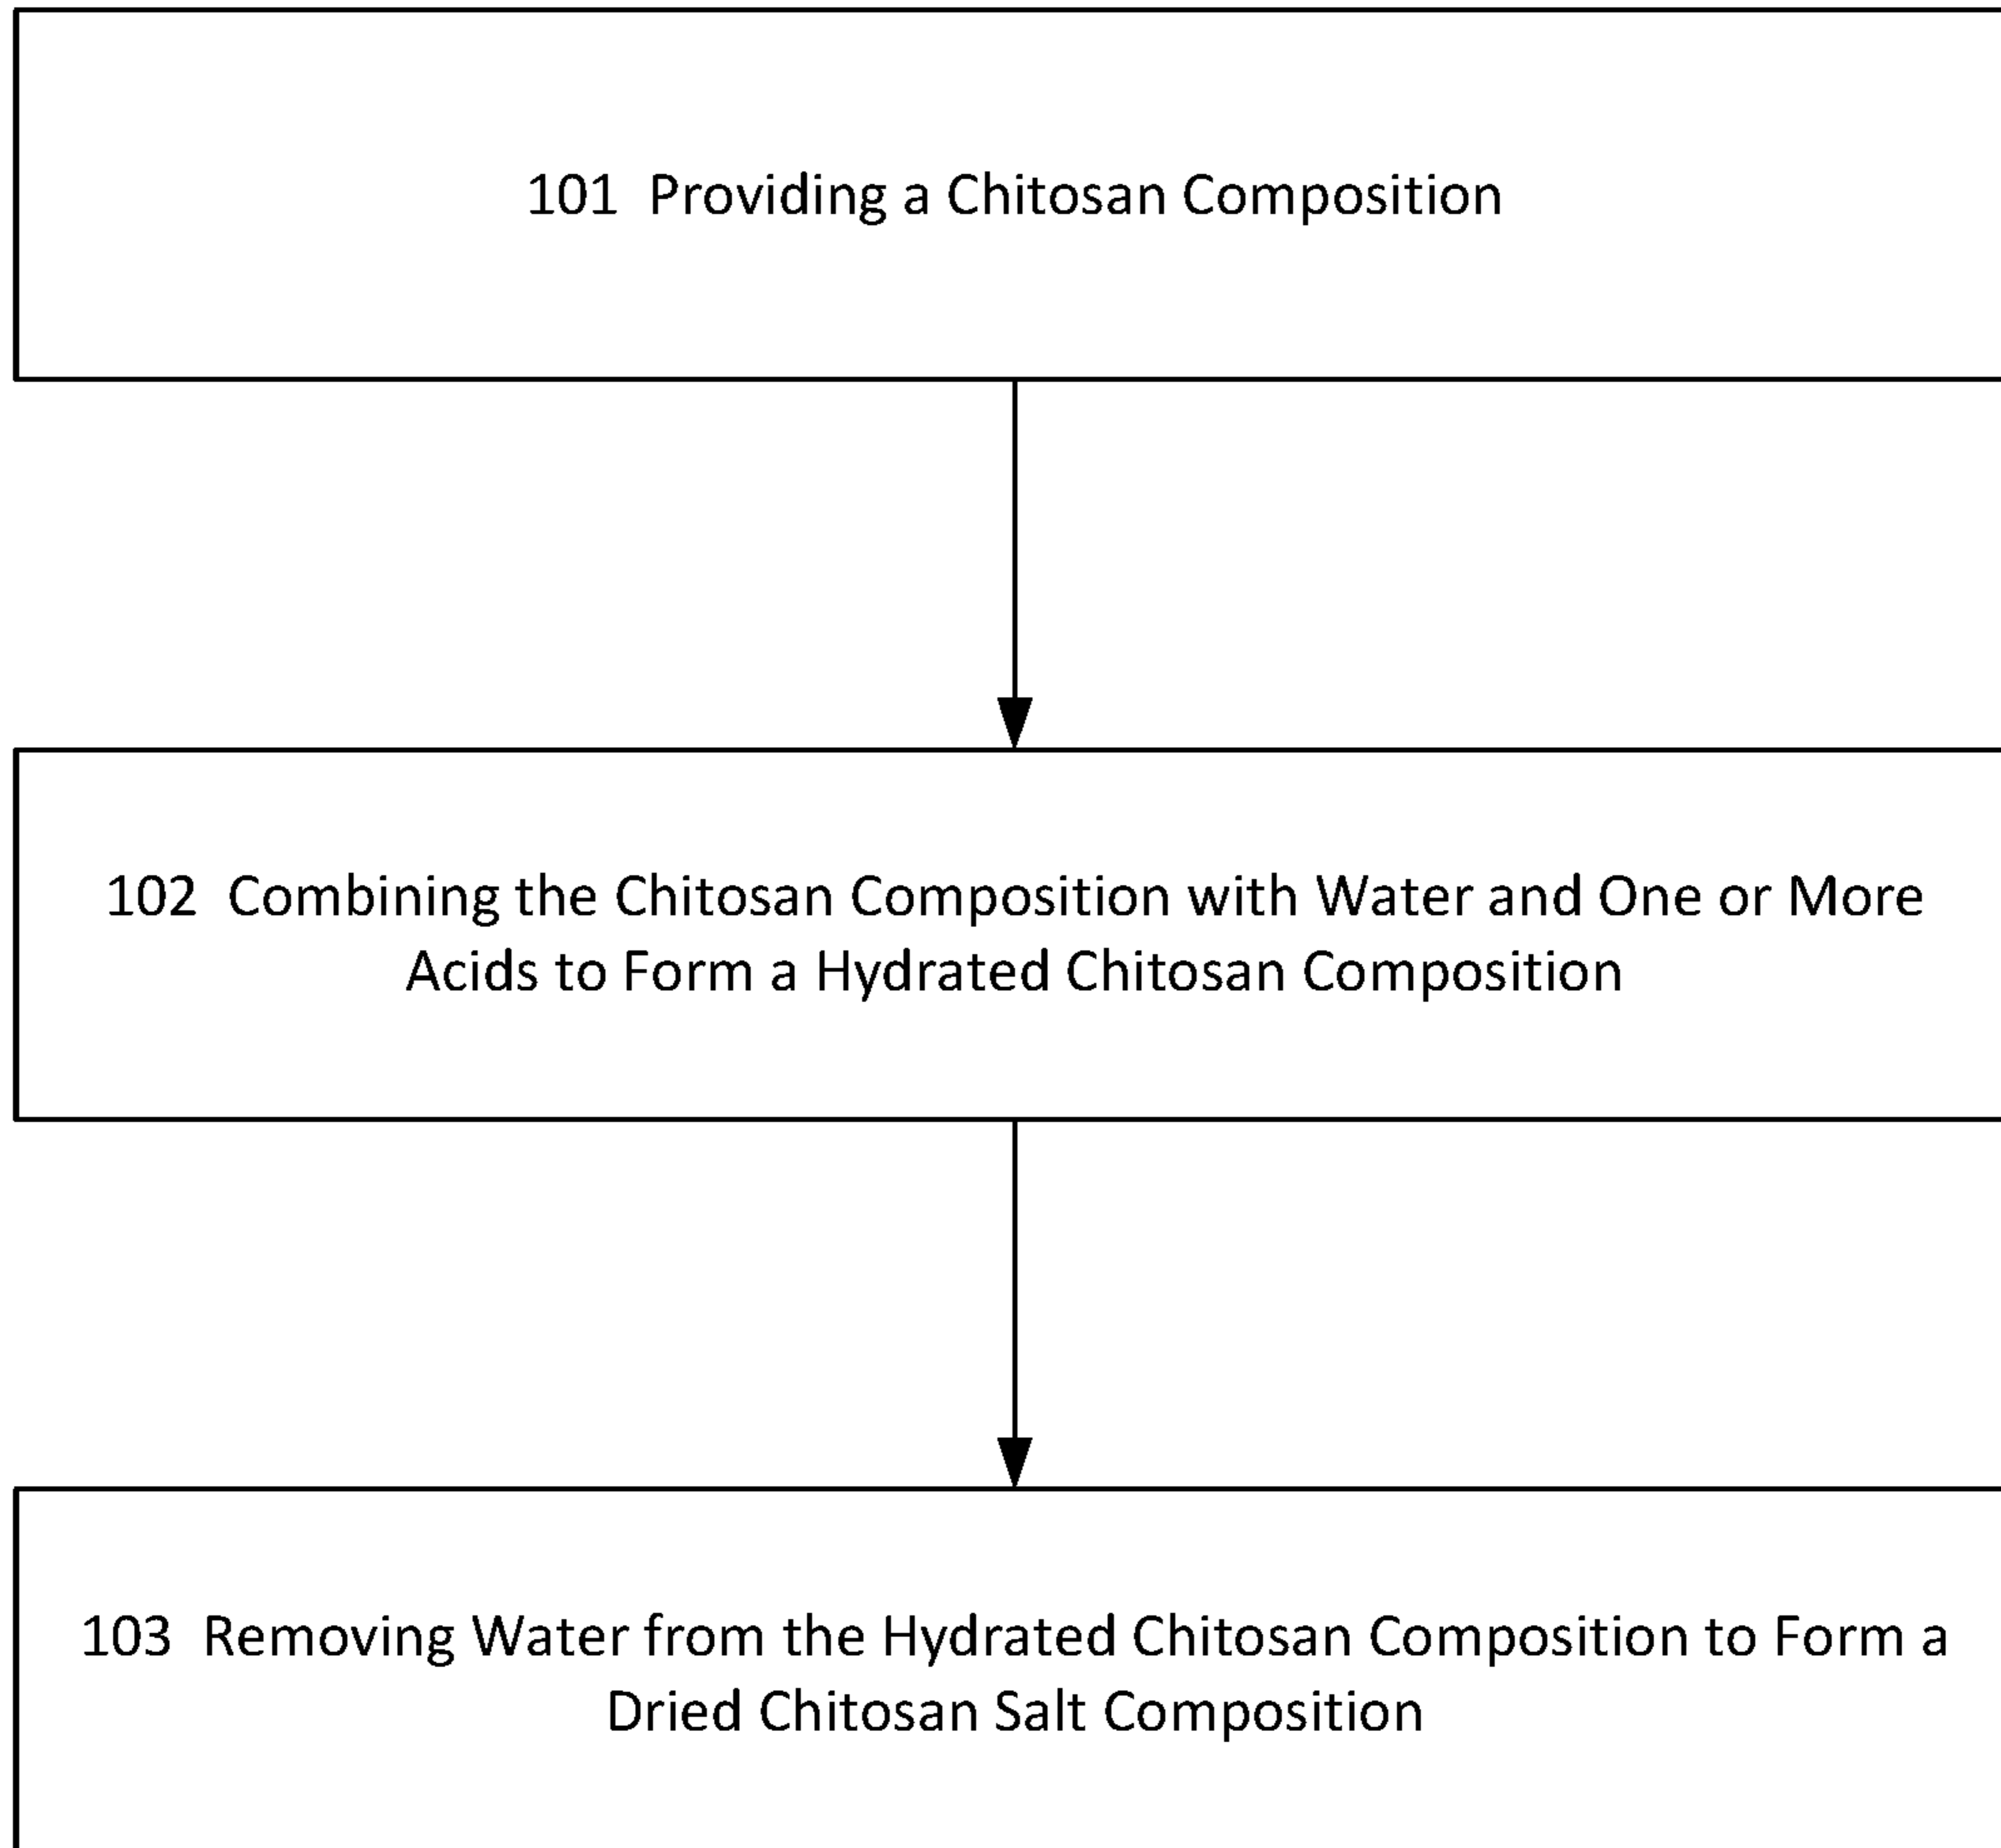 101  Providing a Chitosan Composition
102  Combining the Chitosan Composition with Water and One or More
Acids to Form a Hydrated Chitosan Composition
103  Removing Water from the Hydrated Chitosan Composition to Form a
Dried Chitosan Salt Composition